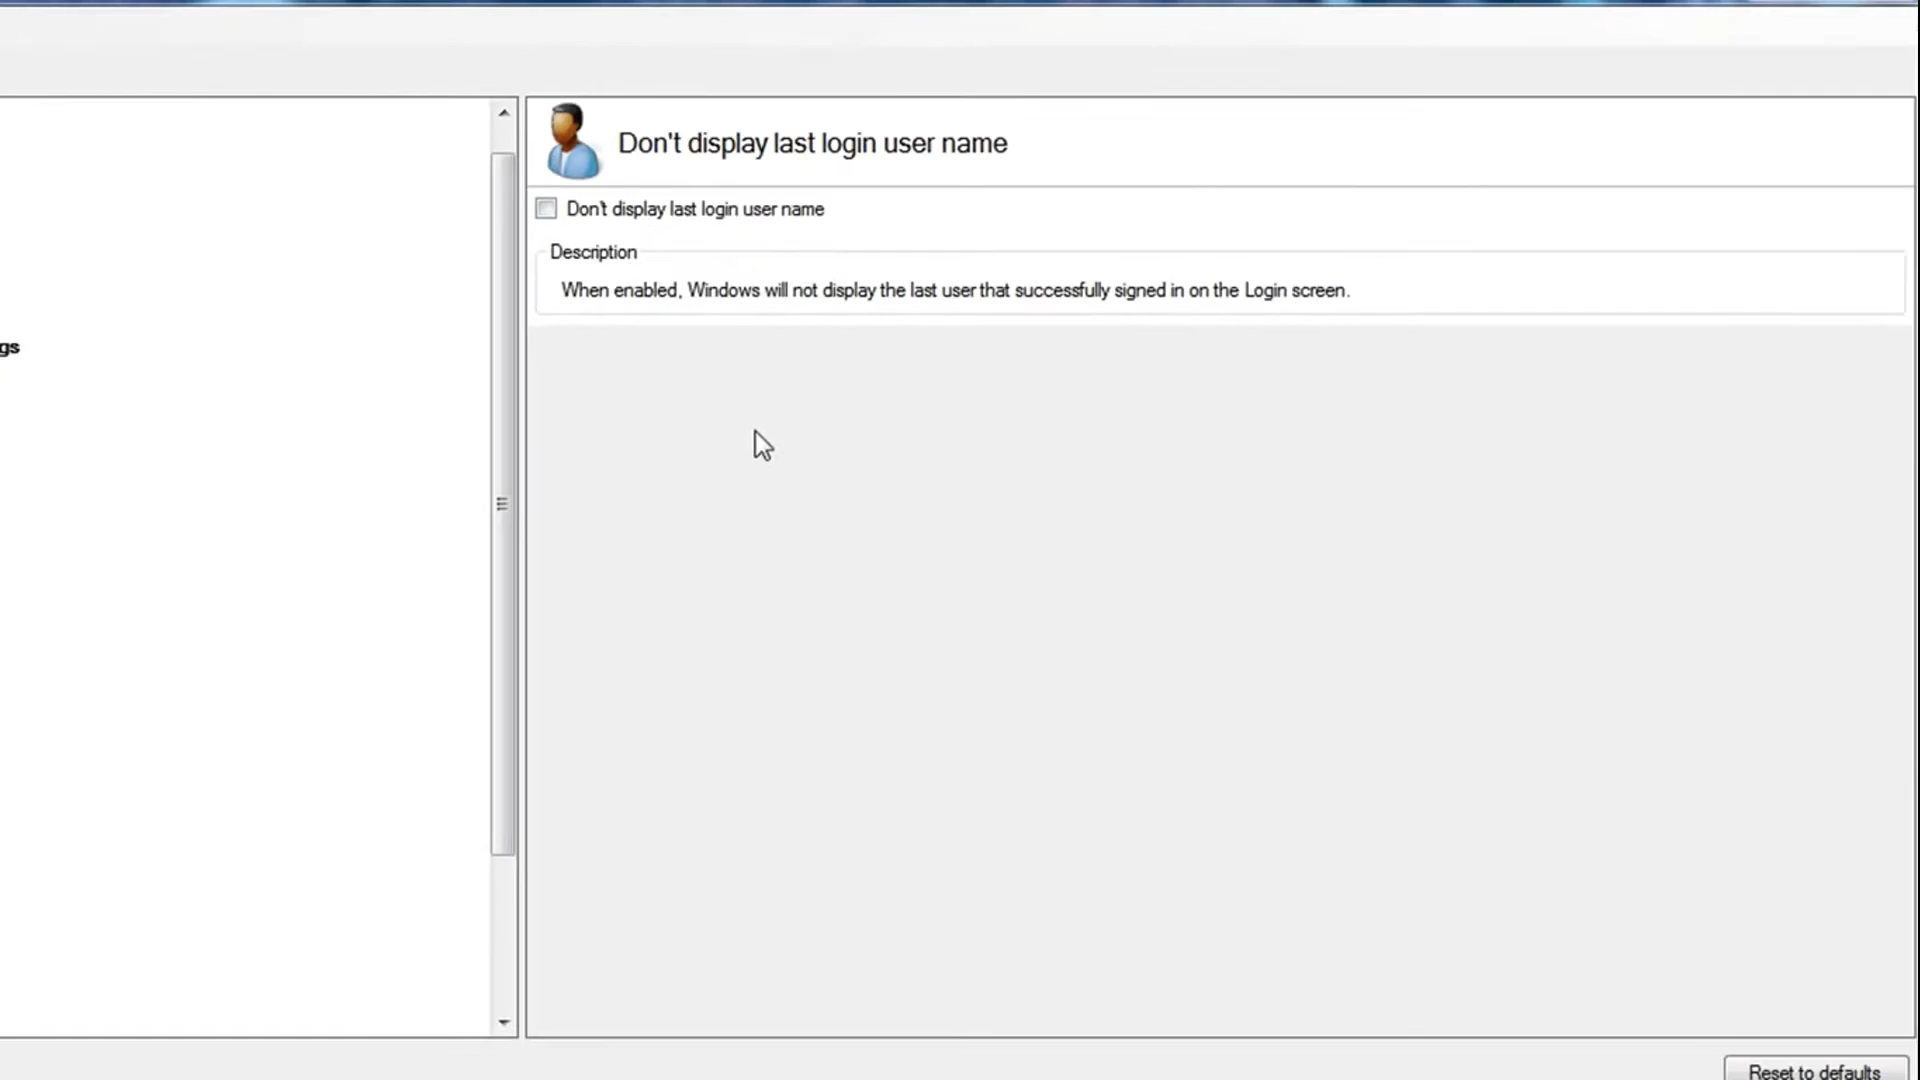 Don't display last login user name
Don't display last login user name
Description
When enabled, Windows will not display the last user that successfully signed in on the Login screen.
gs
Reset to defaults